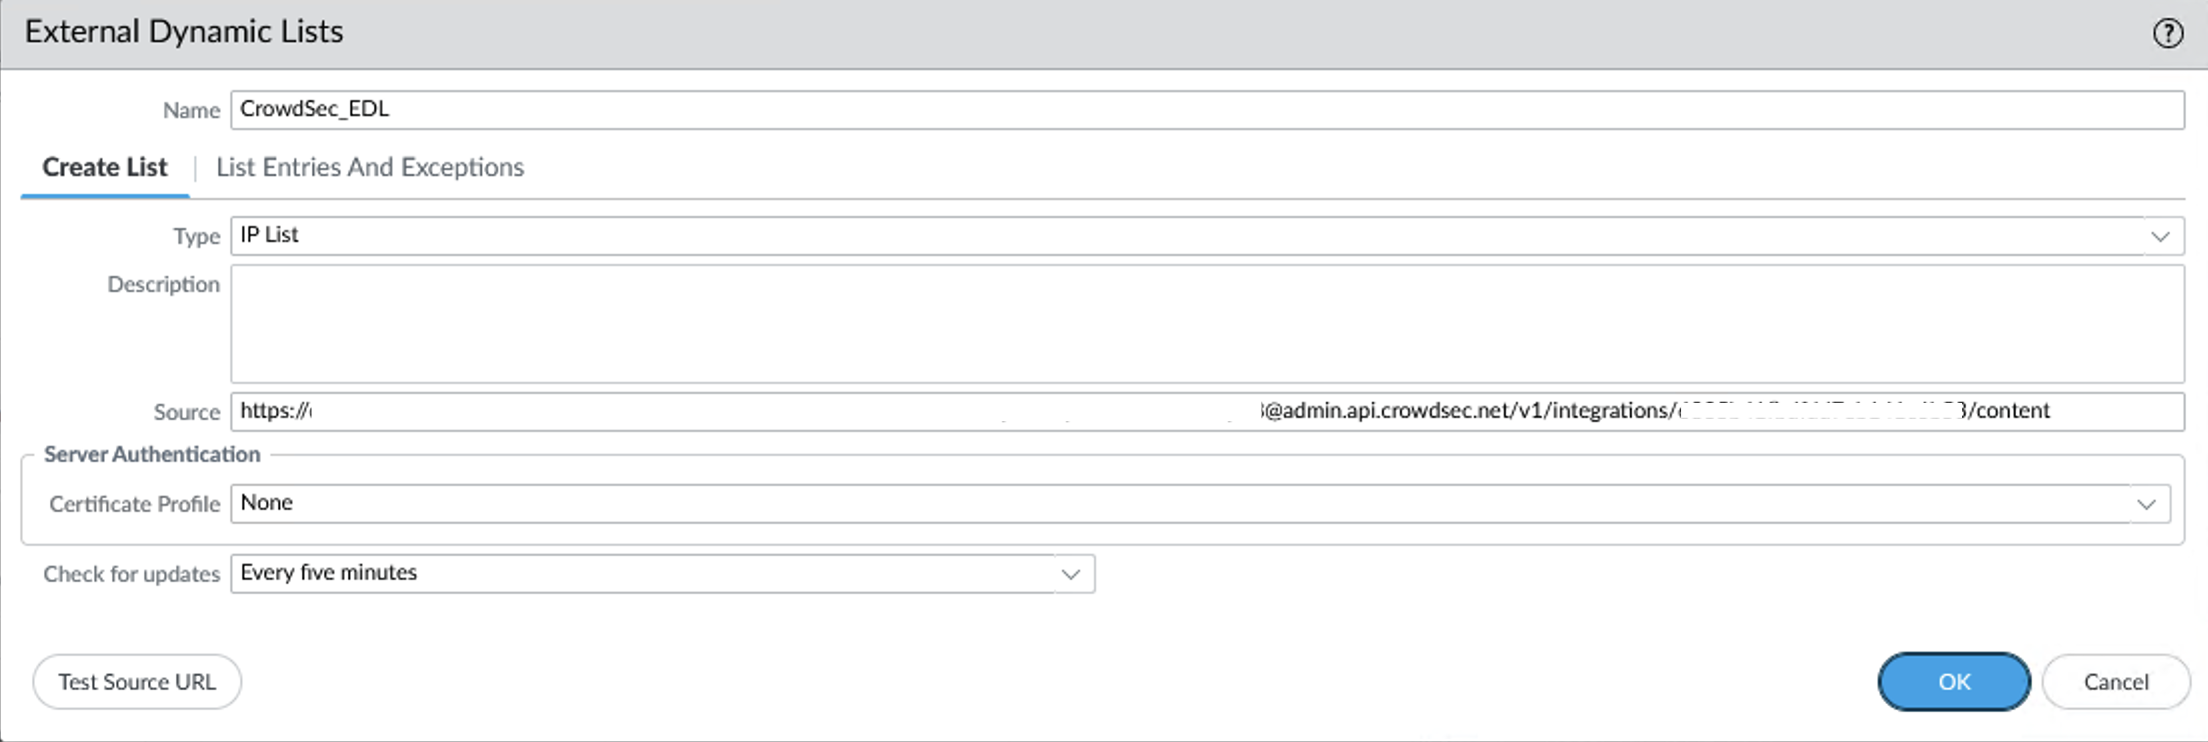 External Dynamic Lists
?
Name CrowdSec_EDL
Create List | List Entries And Exceptions
Type IP List
Description
Source https:// @admin.api.crowdsec.net/v1/integrations/ /content
Server Authentication
Certificate Profile None
Check for updates Every five minutes
Test Source URL OK Cancel